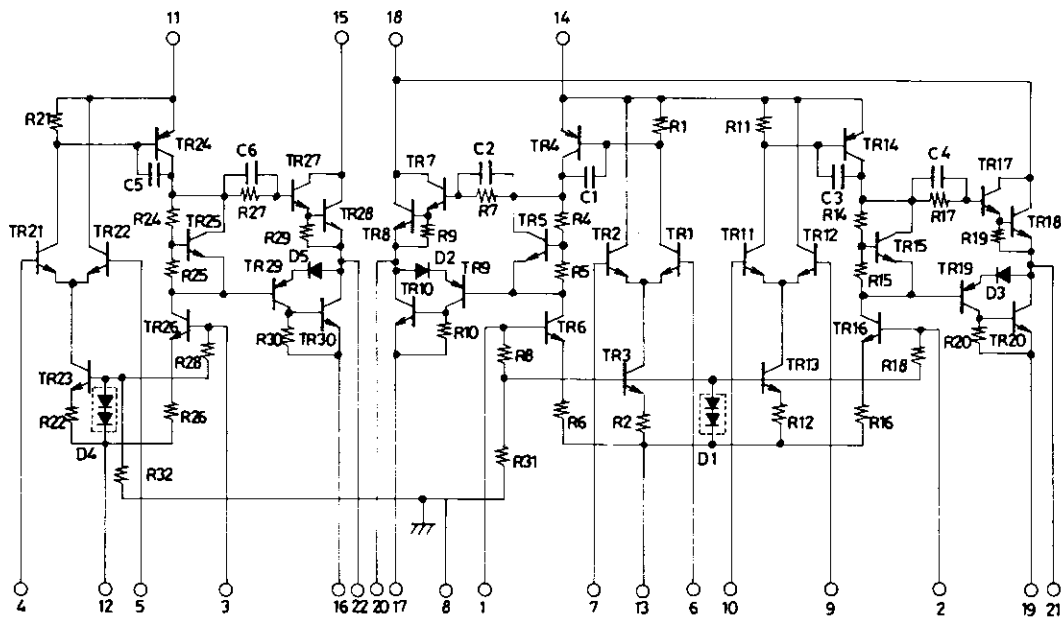 11 15 18 14
R21 TR24 C6 TR27 TR7 C2 TR4 R1 R11 TR14 C4 TR17
C5 R27 R7 C1 C3 R17
R24 TR25 TR28 TR8 R9 TR5 R4 R14 TR15 R19 TR18
TR21 TR22 R29 TR2 TR1 TR11 TR12
R25 D5 D2 R5 R15
TR29 TR9 TR19 D3
TR10
TR26 R30 TR30 R10 TR6 TR16 R20 TR20
R28 R8 TR3 TR13 R18
TR23
R22 R26 R6 R2 R12 R16
D4 R32 R31 D1
4 12 5 3 16 22 20 17 8 1 7 13 6 10 9 2 19 21